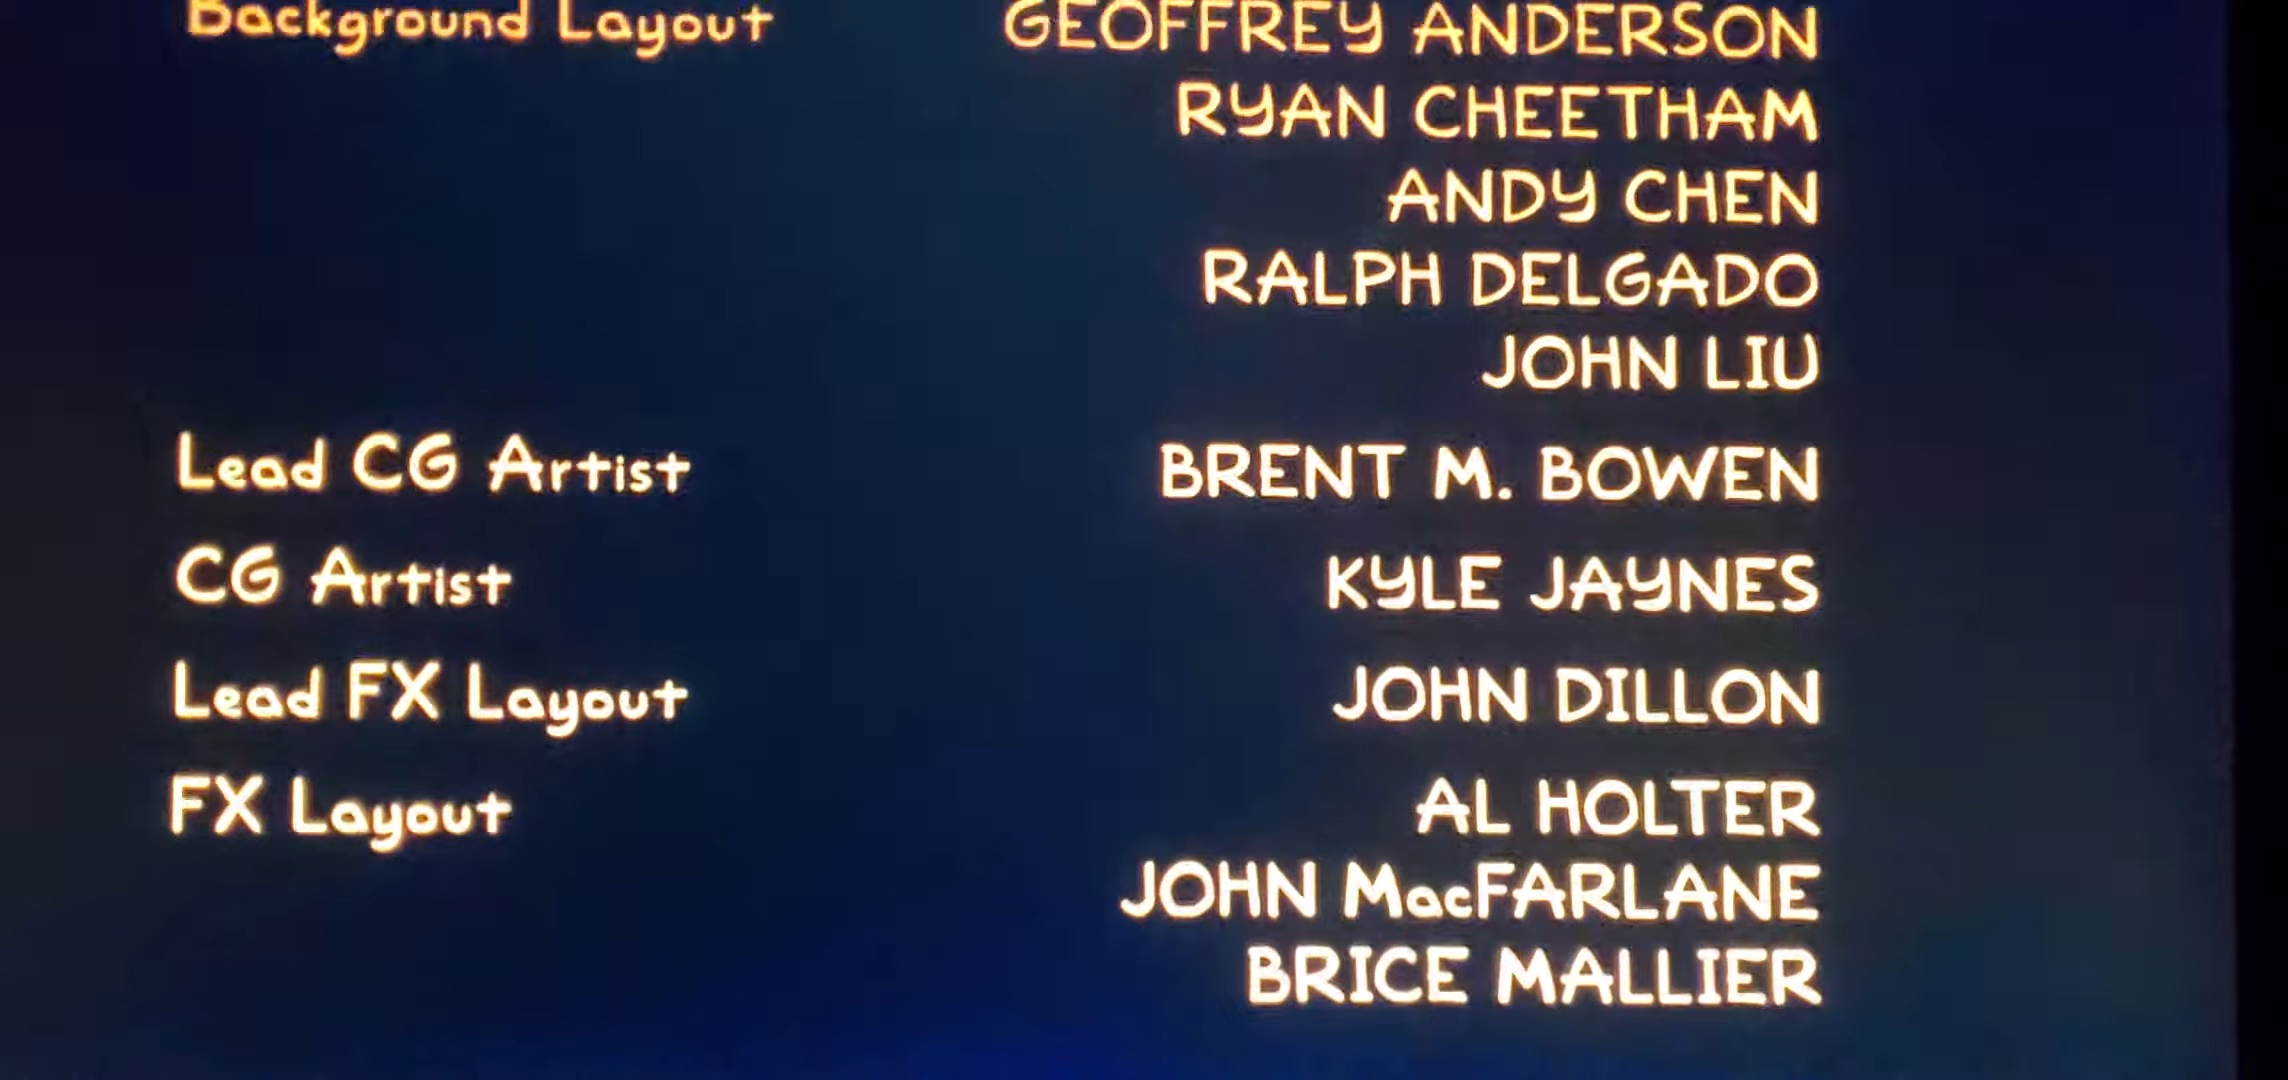 Background Layout GEOFFREY ANDERSON
RYAN CHEETHAM
ANDY CHEN
RALPH DELGADO
JOHN LIU
Lead CG Artist BRENT M. BOWEN
CG Artist KYLE JAYNES
Lead FX Layout JOHN DILLON
FX Layout AL HOLTER
JOHN MacFARLANE
BRICE MALLIER